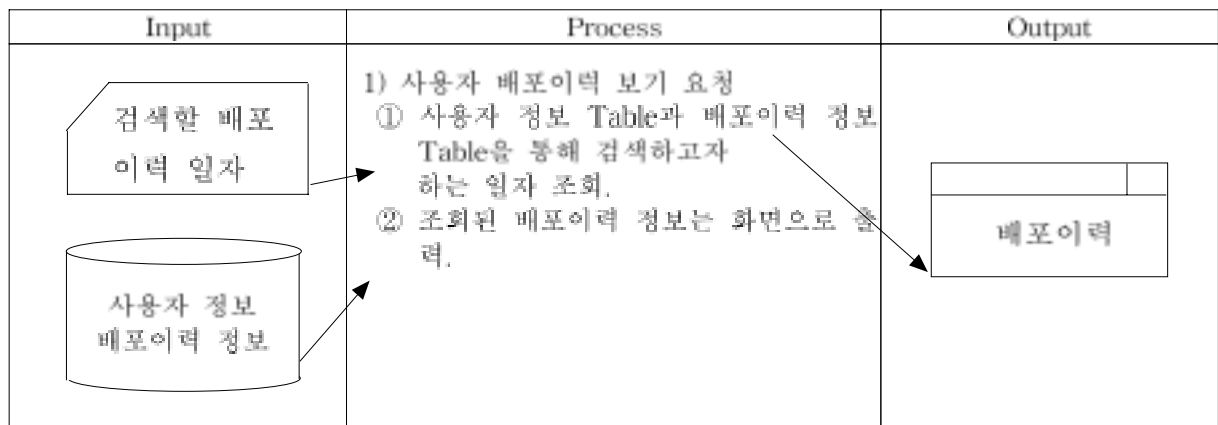 Input
Process
Output
검색할 배포
이력 일자
사용자 정보
배포이력 정보
1) 사용자 배포이력 보기 요청
① 사용자 정보 Table과 배포이력 정보
Table을 통해 검색하고자
하는 일자 조회.
② 조회된 배포이력 정보는 화면으로 출
력.
배포이력